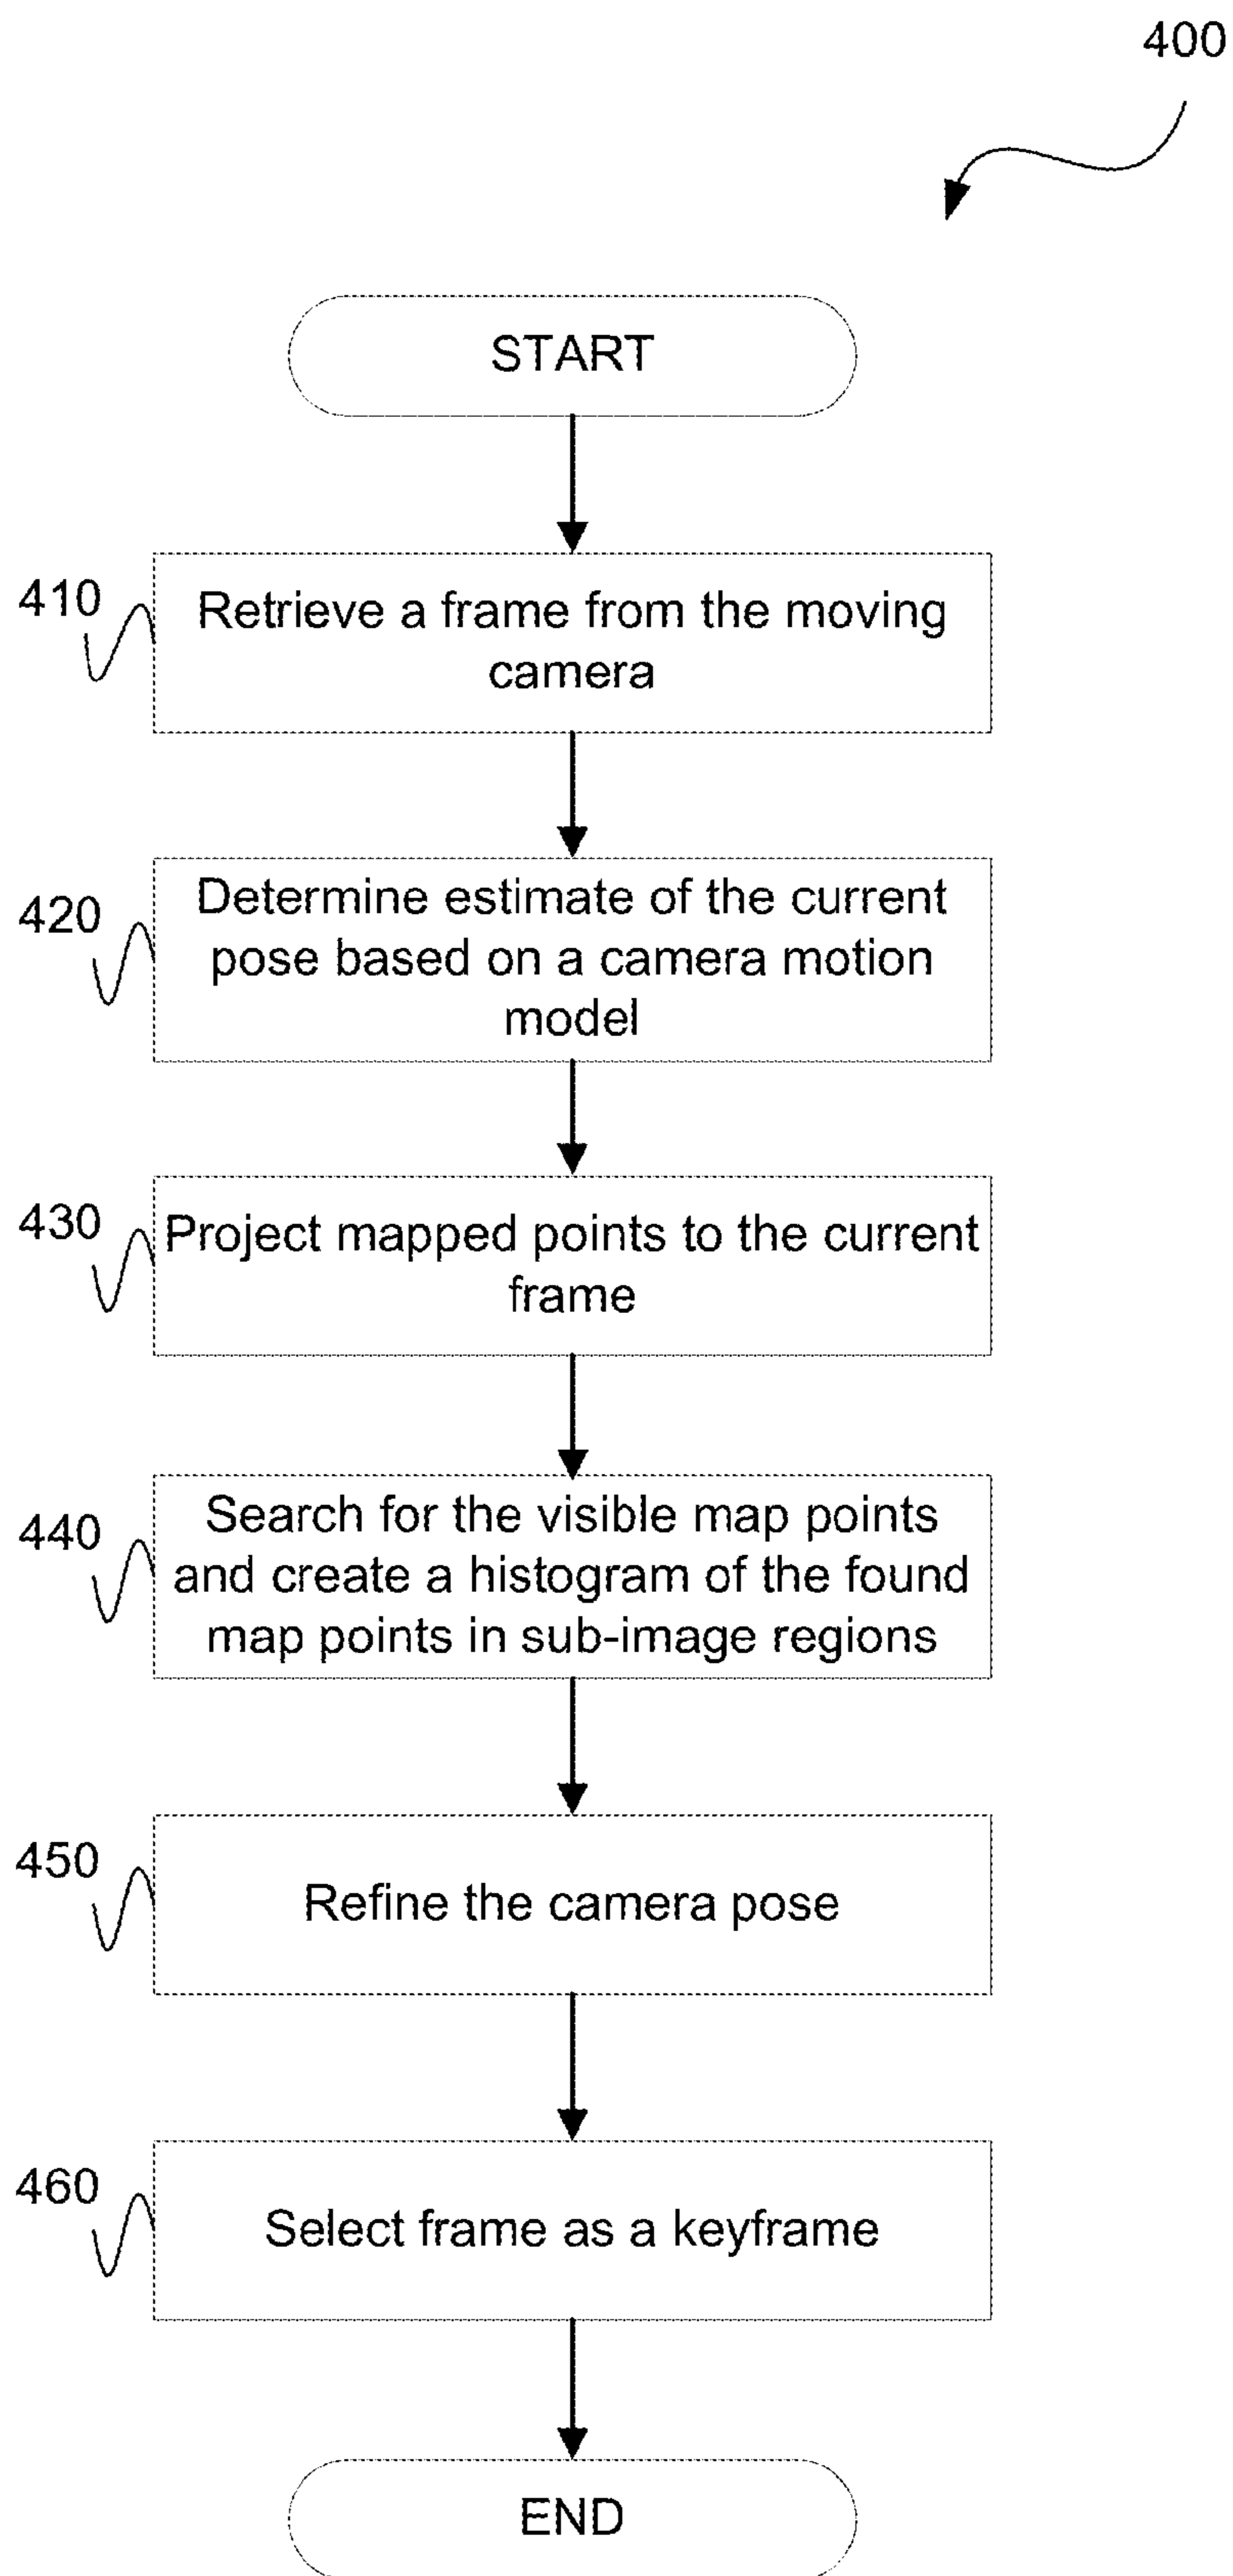 400
START
410
Retrieve a frame from the moving
camera
420
Determine estimate of the current
pose based on a camera motion
model
430
Project mapped points to the current
frame
440
Search for the visible map points
and create a histogram of the found
map points in sub-image regions
450
Refine the camera pose
460
Select frame as a keyframe
END